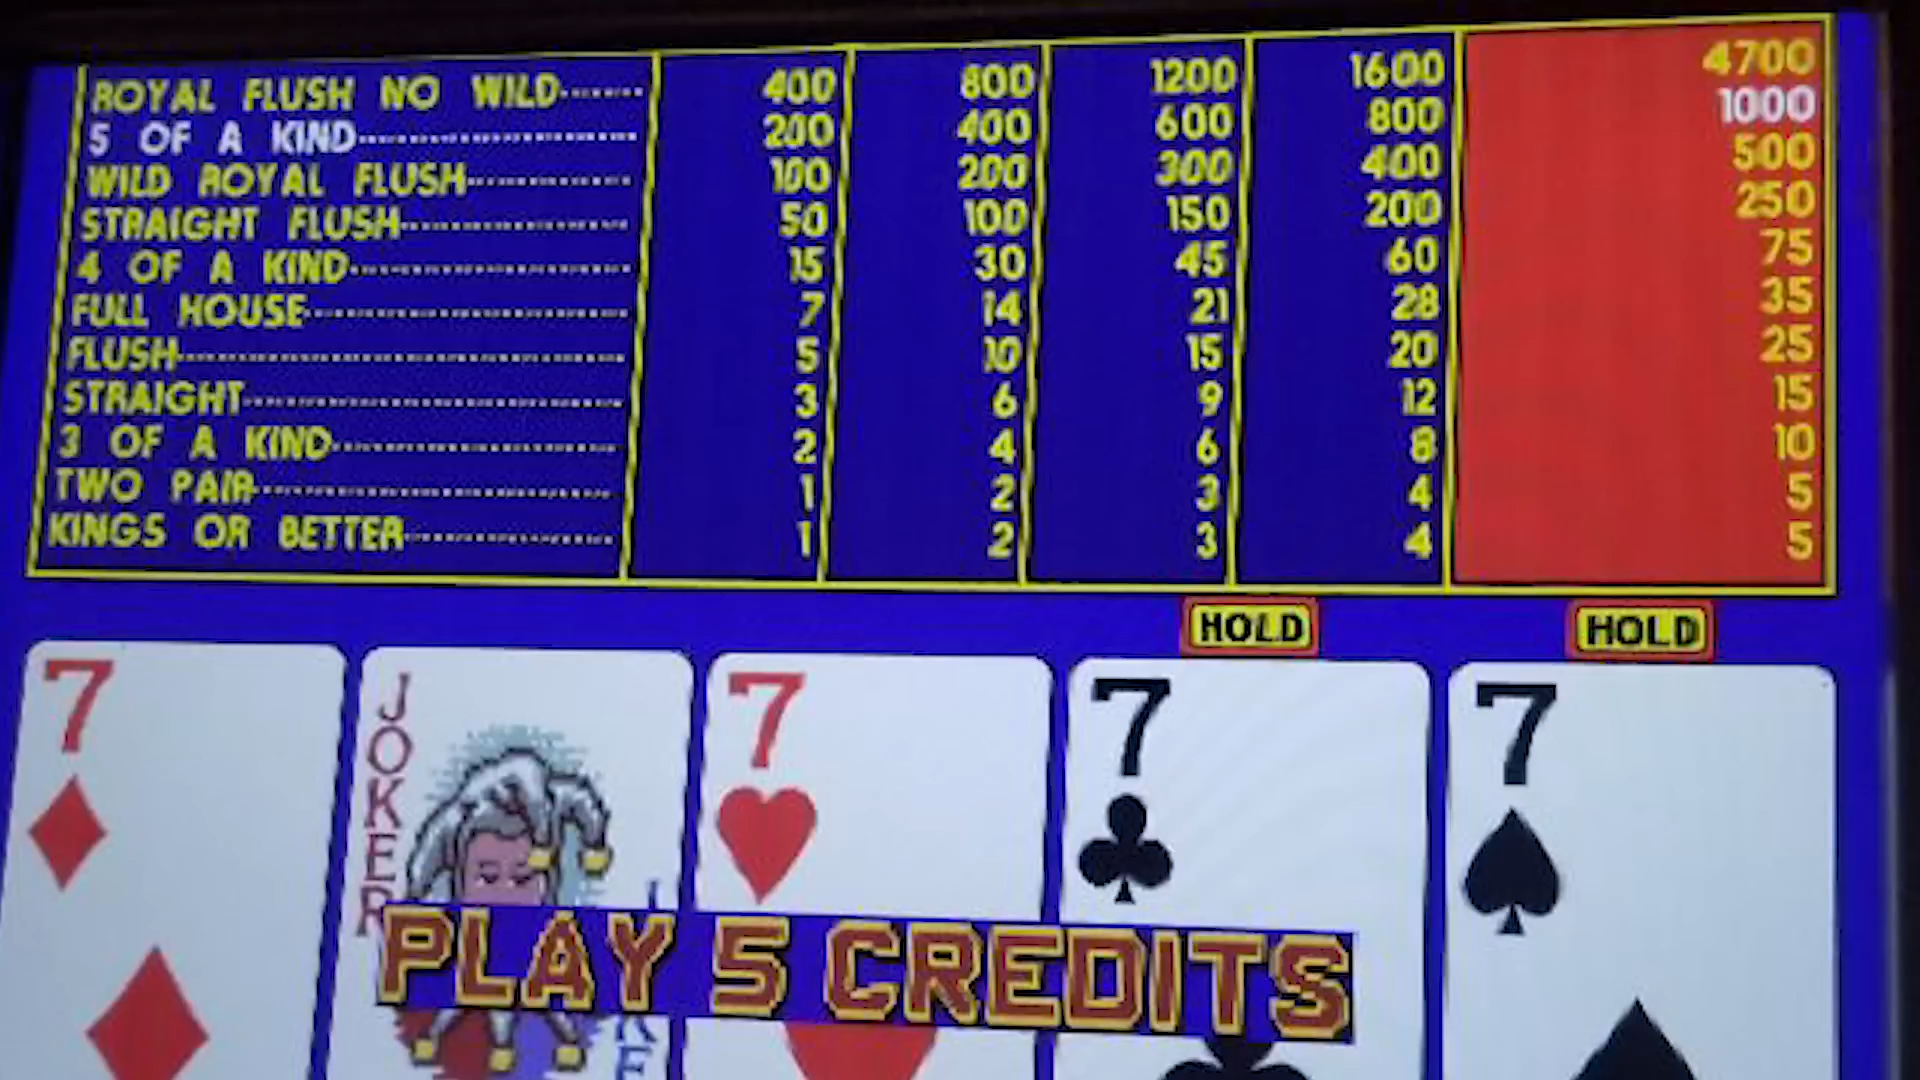 ROYAL FLUSH NO WILD 400 800 1200 1600 4700
5 OF A KIND 200 400 600 800 1000
WILD ROYAL FLUSH 100 200 300 400 500
STRAIGHT FLUSH 50 100 150 200 250
4 OF A KIND 15 30 45 60 75
FULL HOUSE 7 14 21 28 35
FLUSH 5 10 15 20 25
STRAIGHT 3 6 9 12 15
3 OF A KIND 2 4 6 8 10
TWO PAIR 1 2 3 4 5
KINGS OR BETTER 1 2 3 4 5
HOLD HOLD
7 JOKER 7 7 7
PLAY 5 CREDITS